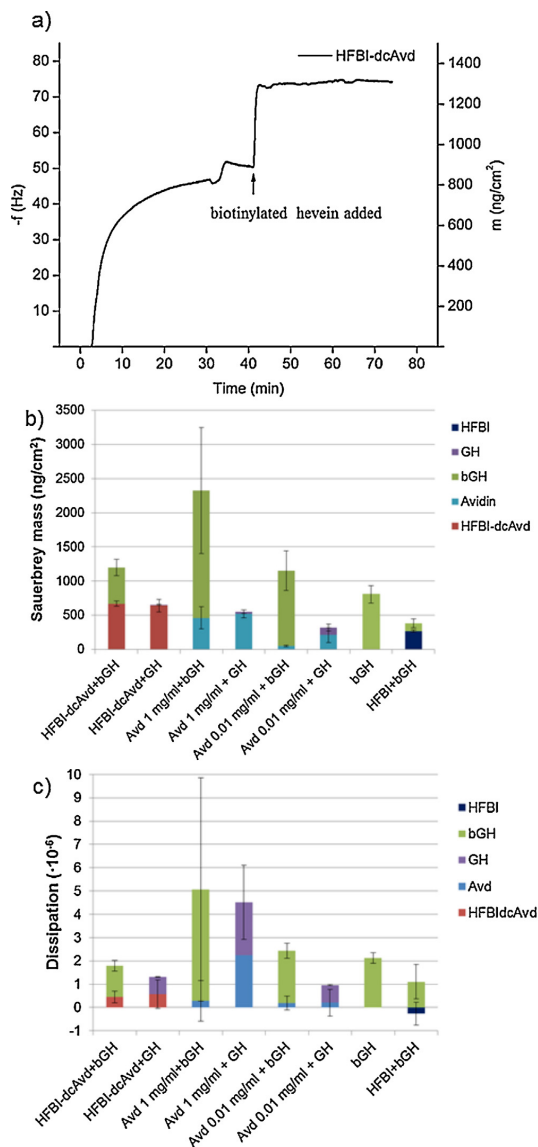 a)
HFBI-dcAvd
80
70
60
50
40
30
20
10
-f (Hz)
1400
1200
1000
800
600
400
200
m (ng/cm²)
biotinylated hevein added
0 10 20 30 40 50 60 70 80
Time (min)
b)
3500
3000
2500
2000
1500
1000
500
0
Sauerbrey mass (ng/cm²)
HFBI
GH
bGH
Avidin
HFBI-dcAvd
HFBI-dcAvd+bGH
HFBI-dcAvd+GH
Avd 1 mg/ml+bGH
Avd 1 mg/ml + GH
Avd 0.01 mg/ml + bGH
Avd 0.01 mg/ml + GH
bGH
HFBI+bGH
c)
10
9
8
7
6
5
4
3
2
1
0
-1
Dissipation (·10⁻⁶)
HFBI
bGH
GH
Avd
HFBIdcAvd
HFBI-dcAvd+bGH
HFBI-dcAvd+GH
Avd 1 mg/ml+bGH
Avd 1 mg/ml + GH
Avd 0.01 mg/ml + bGH
Avd 0.01 mg/ml + GH
bGH
HFBI+bGH